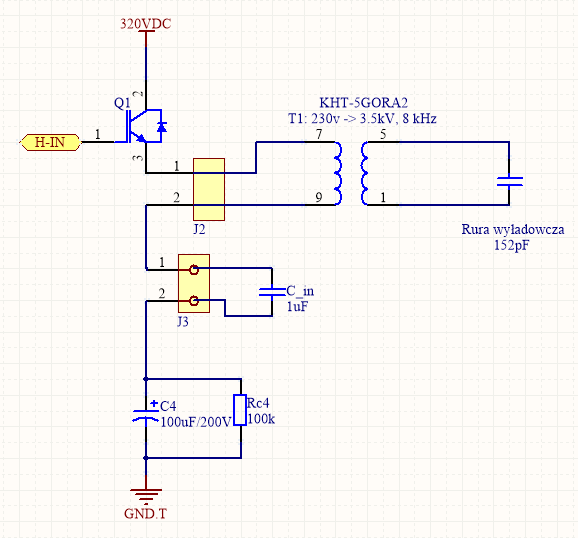 320VDC
Q1
2
H-IN
1
3
KHT-5GORA2
T1: 230v -> 3.5kV, 8 kHz
1
7
5
2
9
1
J2
Rura wyładowcza
152pF
1
2
C_in
1uF
J3
C4
100uF/200V
Rc4
100k
GND.T